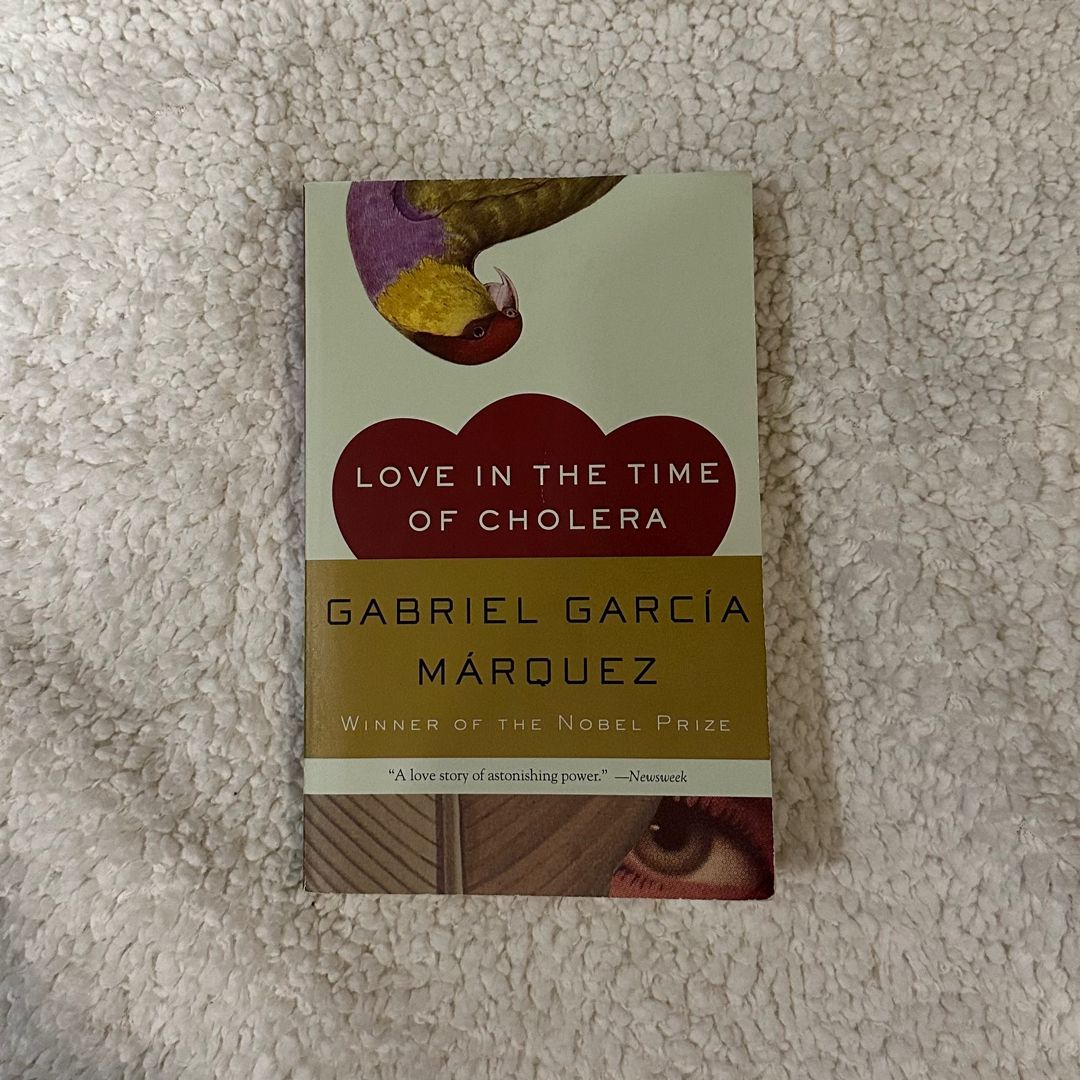 LOVE IN THE TIME
OF CHOLERA
GABRIEL GARCÍA
MÁRQUEZ
WINNER OF THE NOBEL PRIZE
“A love story of astonishing power.” —Newsweek